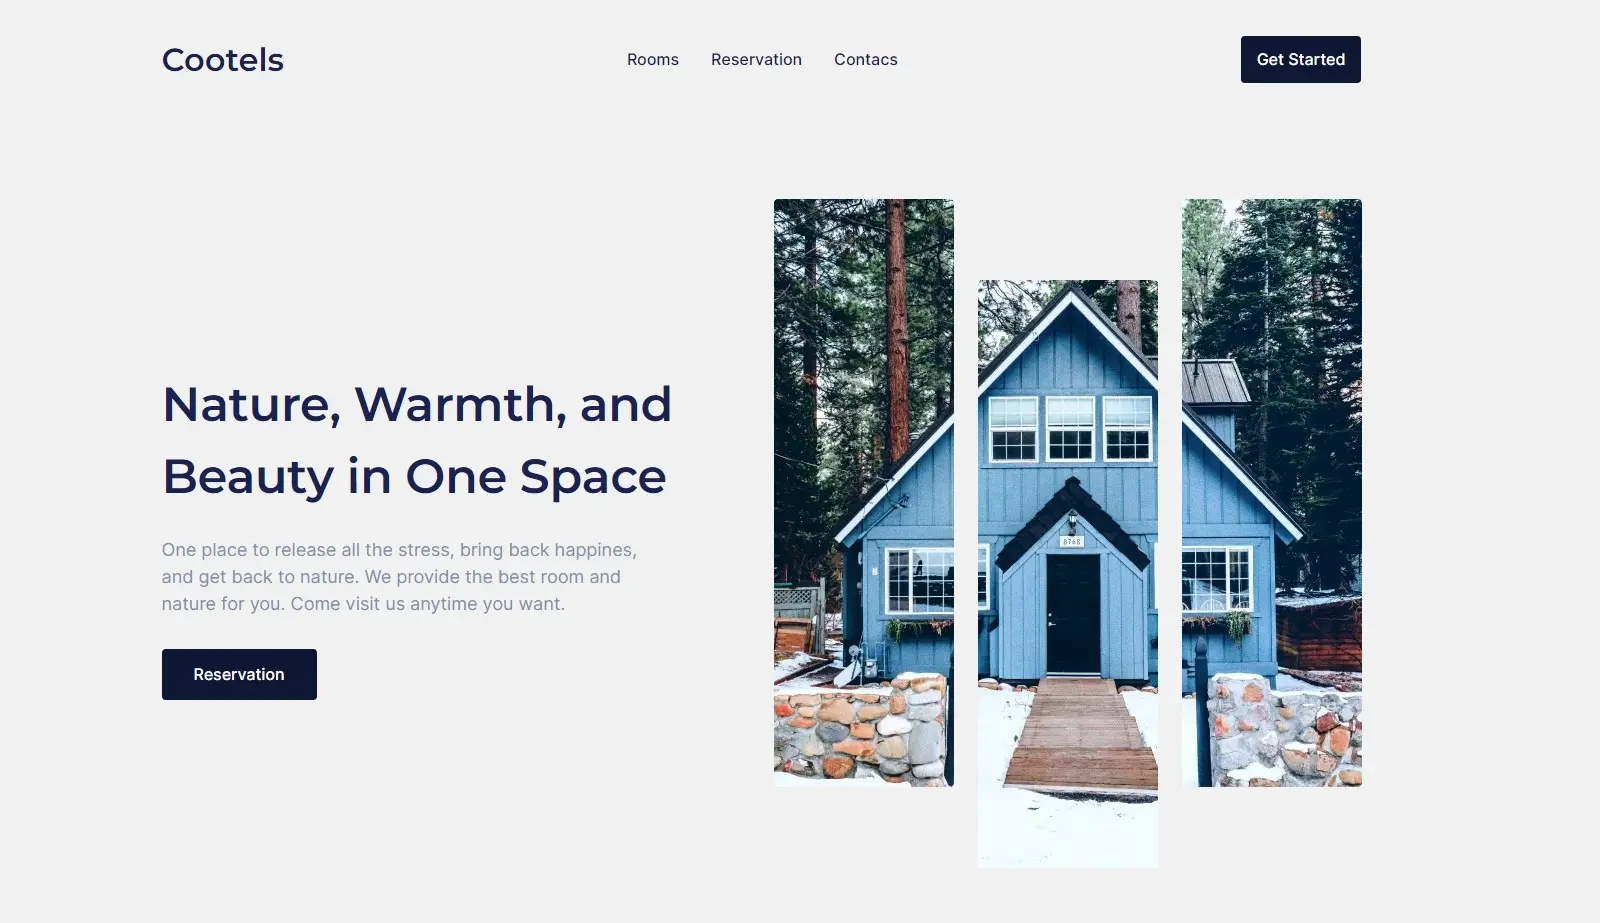 Cootels
Rooms
Reservation
Contacs
Get Started
Nature, Warmth, and
Beauty in One Space
One place to release all the stress, bring back happines,
and get back to nature. We provide the best room and
nature for you. Come visit us anytime you want.
Reservation
8768